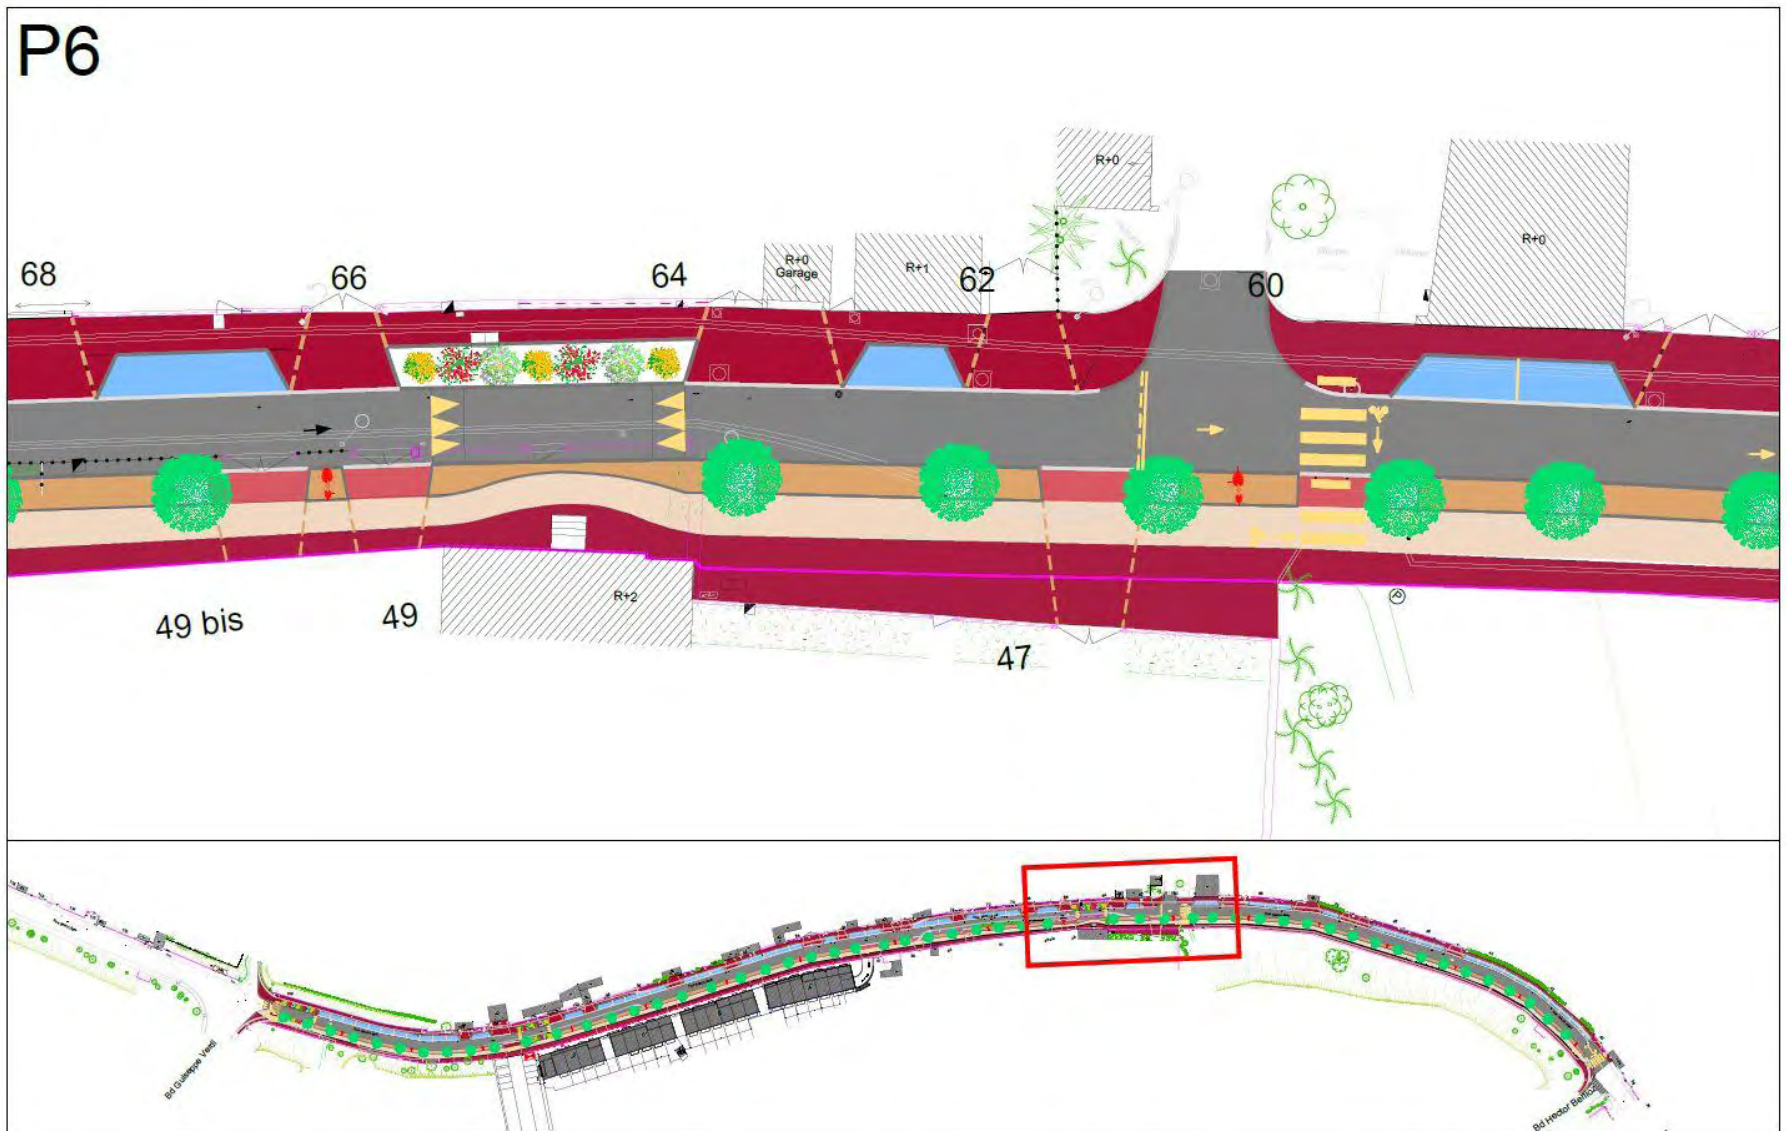 P6
R+0
R+0
68
66
64
R+0
Garage
R+1
62
60
49 bis
49
R+2
47
Bd Guiseppe Verdi
Bd Hector Berlioz